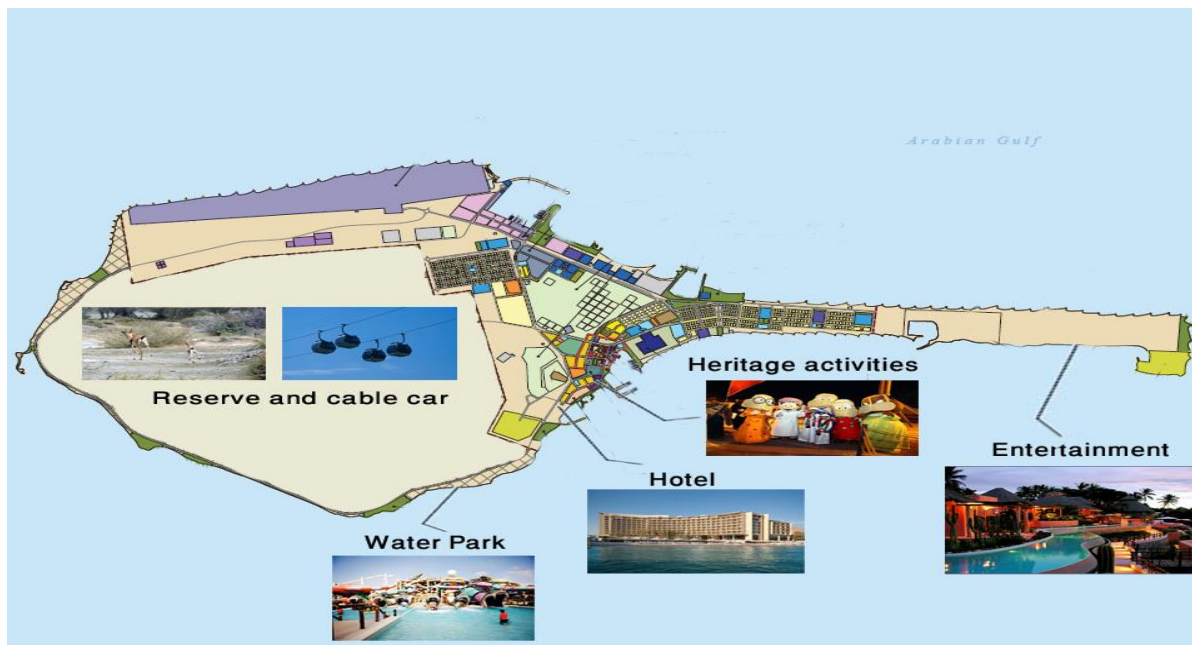 Arabian Gulf
Heritage activities
Reserve and cable car
Entertainment
Hotel
Water Park